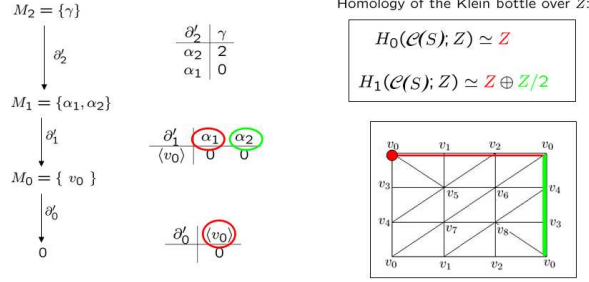 Homology of the Klein bottle over Z:
M₂ = {γ}
∂′₂
M₁ = {α₁, α₂}
∂′₁
M₀ = { v₀ }
∂′₀
0
∂′₂ γ
α₂ 2
α₁ 0
∂′₁ α₁ α₂
⟨v₀⟩ 0 0
∂′₀ ⟨v₀⟩
0
H₀(C(S); Z) ≃ Z
H₁(C(S); Z) ≃ Z ⊕ Z/2
v₀ v₁ v₂ v₀
v₃ v₅ v₆ v₄
v₄ v₇ v₈ v₃
v₀ v₁ v₂ v₀